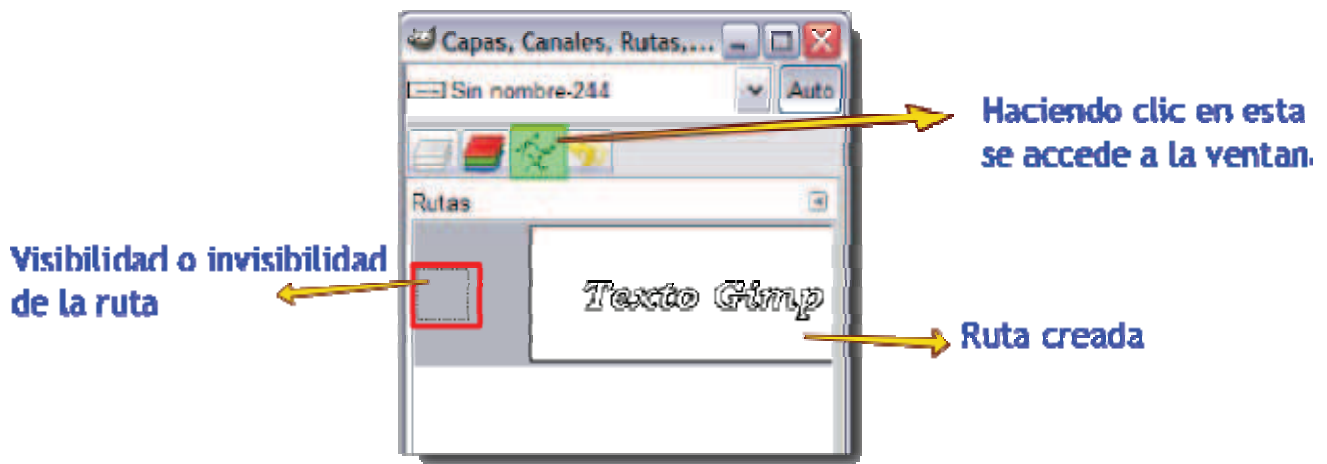 Capas, Canales, Rutas,...
Sin nombre-244
Auto
Haciendo clic en esta
se accede a la ventan.
Rutas
Visibilidad o invisibilidad
de la ruta
Texto Gimp
Ruta creada